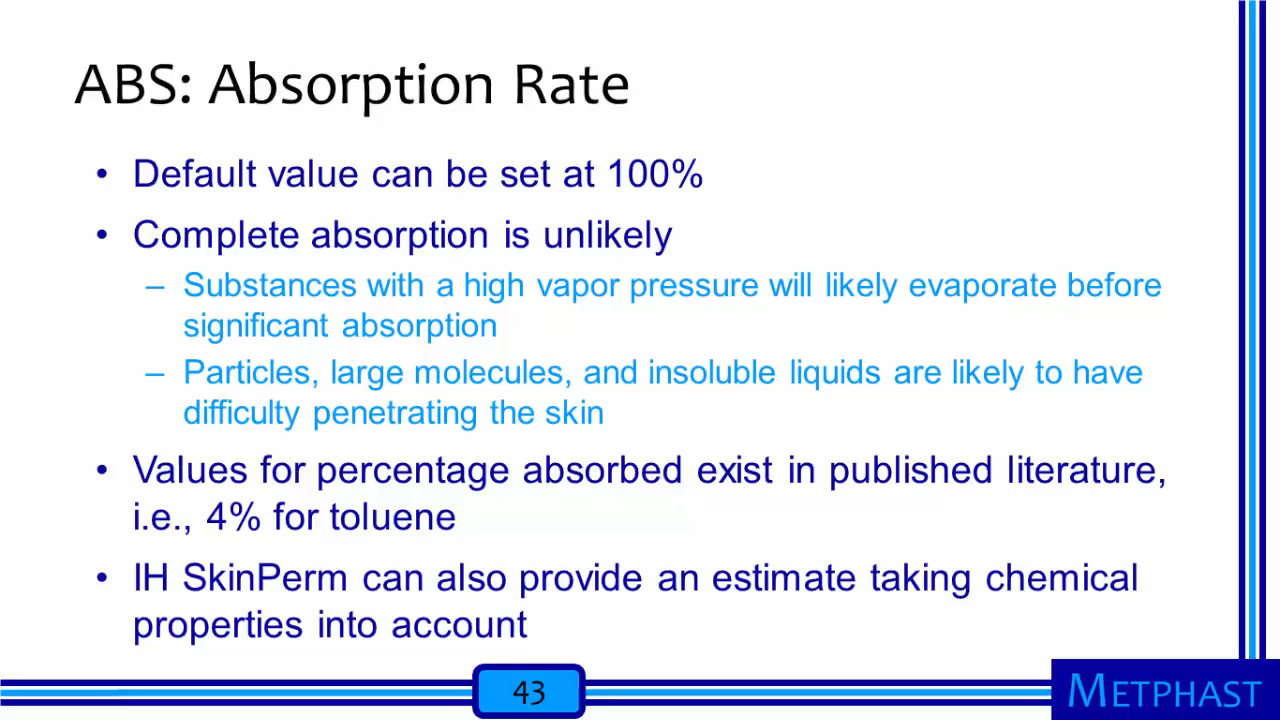 ABS: Absorption Rate
• Default value can be set at 100%
• Complete absorption is unlikely
– Substances with a high vapor pressure will likely evaporate before
significant absorption
– Particles, large molecules, and insoluble liquids are likely to have
difficulty penetrating the skin
• Values for percentage absorbed exist in published literature,
i.e., 4% for toluene
• IH SkinPerm can also provide an estimate taking chemical
properties into account
43
METPHAST